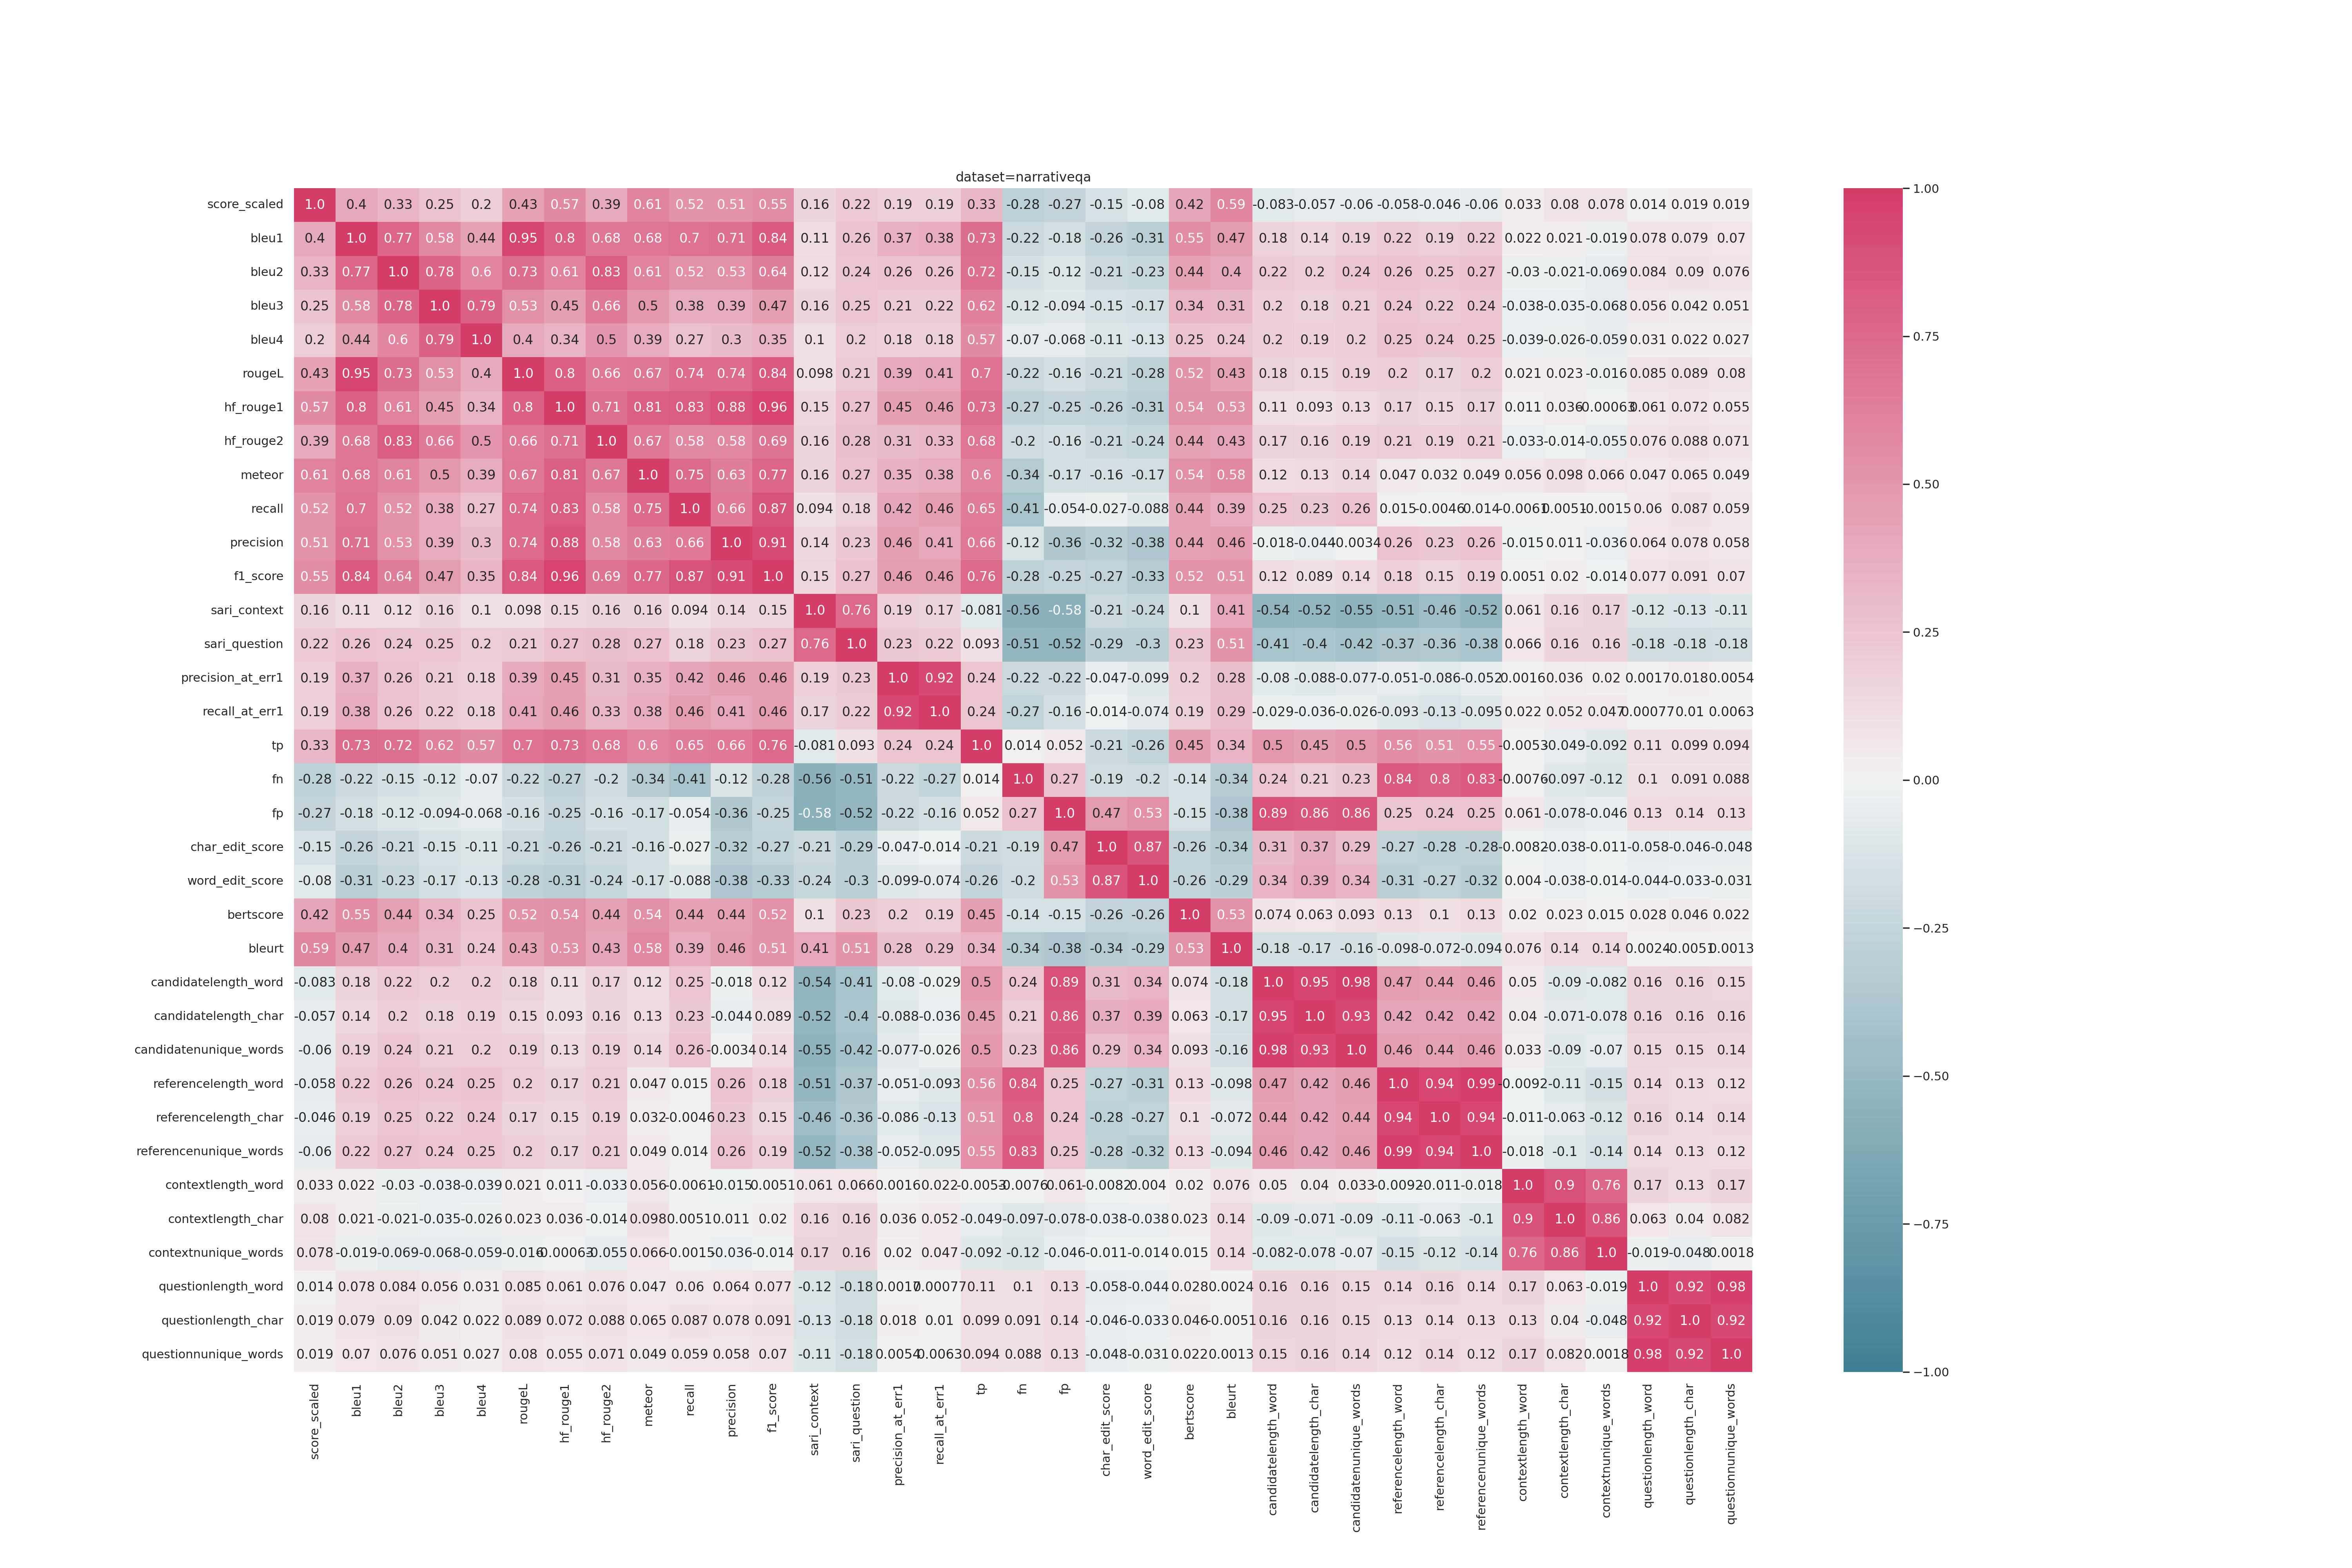 dataset=narrativeqa
score_scaled 1.0 0.4 0.33 0.25 0.2 0.43 0.57 0.39 0.61 0.52 0.51 0.55 0.16 0.22 0.19 0.19 0.33 -0.28 -0.27 -0.15 -0.08 0.42 0.59 -0.083 -0.057 -0.06 -0.058 -0.046 -0.06 0.033 0.08 0.078 0.014 0.019 0.019 1.00
bleu1 0.4 1.0 0.77 0.58 0.44 0.95 0.8 0.68 0.68 0.7 0.71 0.84 0.11 0.26 0.37 0.38 0.73 -0.22 -0.18 -0.26 -0.31 0.55 0.47 0.18 0.14 0.19 0.22 0.19 0.22 0.022 0.021 -0.019 0.078 0.079 0.07
bleu2 0.33 0.77 1.0 0.78 0.6 0.73 0.61 0.83 0.61 0.52 0.53 0.64 0.12 0.24 0.26 0.26 0.72 -0.15 -0.12 -0.21 -0.23 0.44 0.4 0.22 0.2 0.24 0.26 0.25 0.27 -0.03 -0.021 -0.069 0.084 0.09 0.076
bleu3 0.25 0.58 0.78 1.0 0.79 0.53 0.45 0.66 0.5 0.38 0.39 0.47 0.16 0.25 0.21 0.22 0.62 -0.12 -0.094 -0.15 -0.17 0.34 0.31 0.2 0.18 0.21 0.24 0.22 0.24 -0.038 -0.035 -0.068 0.056 0.042 0.051
bleu4 0.2 0.44 0.6 0.79 1.0 0.4 0.34 0.5 0.39 0.27 0.3 0.35 0.1 0.2 0.18 0.18 0.57 -0.07 -0.068 -0.11 -0.13 0.25 0.24 0.2 0.19 0.2 0.25 0.24 0.25 -0.039 -0.026 -0.059 0.031 0.022 0.027
0.75
rougeL 0.43 0.95 0.73 0.53 0.4 1.0 0.8 0.66 0.67 0.74 0.74 0.84 0.098 0.21 0.39 0.41 0.7 -0.22 -0.16 -0.21 -0.28 0.52 0.43 0.18 0.15 0.19 0.2 0.17 0.2 0.021 0.023 -0.016 0.085 0.089 0.08
hf_rouge1 0.57 0.8 0.61 0.45 0.34 0.8 1.0 0.71 0.81 0.83 0.88 0.96 0.15 0.27 0.45 0.46 0.73 -0.27 -0.25 -0.26 -0.31 0.54 0.53 0.11 0.093 0.13 0.17 0.15 0.17 0.011 0.036 -0.00063 0.061 0.072 0.055
hf_rouge2 0.39 0.68 0.83 0.66 0.5 0.66 0.71 1.0 0.67 0.58 0.58 0.69 0.16 0.28 0.31 0.33 0.68 -0.2 -0.16 -0.21 -0.24 0.44 0.43 0.17 0.16 0.19 0.21 0.19 0.21 -0.033 -0.014 -0.055 0.076 0.088 0.071
meteor 0.61 0.68 0.61 0.5 0.39 0.67 0.81 0.67 1.0 0.75 0.63 0.77 0.16 0.27 0.35 0.38 0.6 -0.34 -0.17 -0.16 -0.17 0.54 0.58 0.12 0.13 0.14 0.047 0.032 0.049 0.056 0.098 0.066 0.047 0.065 0.049
0.50
recall 0.52 0.7 0.52 0.38 0.27 0.74 0.83 0.58 0.75 1.0 0.66 0.87 0.094 0.18 0.42 0.46 0.65 -0.41 -0.054 -0.027 -0.088 0.44 0.39 0.25 0.23 0.26 0.015 -0.0046 0.014 -0.0061 0.0051 -0.0015 0.06 0.087 0.059
precision 0.51 0.71 0.53 0.39 0.3 0.74 0.88 0.58 0.63 0.66 1.0 0.91 0.14 0.23 0.46 0.41 0.66 -0.12 -0.36 -0.32 -0.38 0.44 0.46 -0.018 -0.044 -0.0034 0.26 0.23 0.26 -0.015 0.011 -0.036 0.064 0.078 0.058
f1_score 0.55 0.84 0.64 0.47 0.35 0.84 0.96 0.69 0.77 0.87 0.91 1.0 0.15 0.27 0.46 0.46 0.76 -0.28 -0.25 -0.27 -0.33 0.52 0.51 0.12 0.089 0.14 0.18 0.15 0.19 0.0051 0.02 -0.014 0.077 0.091 0.07
sari_context 0.16 0.11 0.12 0.16 0.1 0.098 0.15 0.16 0.16 0.094 0.14 0.15 1.0 0.76 0.19 0.17 -0.081 -0.56 -0.58 -0.21 -0.24 0.1 0.41 -0.54 -0.52 -0.55 -0.51 -0.46 -0.52 0.061 0.16 0.17 -0.12 -0.13 -0.11
0.25
sari_question 0.22 0.26 0.24 0.25 0.2 0.21 0.27 0.28 0.27 0.18 0.23 0.27 0.76 1.0 0.23 0.22 0.093 -0.51 -0.52 -0.29 -0.3 0.23 0.51 -0.41 -0.4 -0.42 -0.37 -0.36 -0.38 0.066 0.16 0.16 -0.18 -0.18 -0.18
precision_at_err1 0.19 0.37 0.26 0.21 0.18 0.39 0.45 0.31 0.35 0.42 0.46 0.46 0.19 0.23 1.0 0.92 0.24 -0.22 -0.22 -0.047 -0.099 0.2 0.28 -0.08 -0.088 -0.077 -0.051 -0.086 -0.052 0.0016 0.036 0.02 0.0017 0.018 0.0054
recall_at_err1 0.19 0.38 0.26 0.22 0.18 0.41 0.46 0.33 0.38 0.46 0.41 0.46 0.17 0.22 0.92 1.0 0.24 -0.27 -0.16 -0.014 -0.074 0.19 0.29 -0.029 -0.036 -0.026 -0.093 -0.13 -0.095 0.022 0.052 0.047 0.00077 0.01 0.0063
tp 0.33 0.73 0.72 0.62 0.57 0.7 0.73 0.68 0.6 0.65 0.66 0.76 -0.081 0.093 0.24 0.24 1.0 0.014 0.052 -0.21 -0.26 0.45 0.34 0.5 0.45 0.5 0.56 0.51 0.55 -0.0053 -0.049 -0.092 0.11 0.099 0.094
fn -0.28 -0.22 -0.15 -0.12 -0.07 -0.22 -0.27 -0.2 -0.34 -0.41 -0.12 -0.28 -0.56 -0.51 -0.22 -0.27 0.014 1.0 0.27 -0.19 -0.2 -0.14 -0.34 0.24 0.21 0.23 0.84 0.8 0.83 -0.0076 -0.097 -0.12 0.1 0.091 0.088 0.00
fp -0.27 -0.18 -0.12 -0.094 -0.068 -0.16 -0.25 -0.16 -0.17 -0.054 -0.36 -0.25 -0.58 -0.52 -0.22 -0.16 0.052 0.27 1.0 0.47 0.53 -0.15 -0.38 0.89 0.86 0.86 0.25 0.24 0.25 0.061 -0.078 -0.046 0.13 0.14 0.13
char_edit_score -0.15 -0.26 -0.21 -0.15 -0.11 -0.21 -0.26 -0.21 -0.16 -0.027 -0.32 -0.27 -0.21 -0.29 -0.047 -0.014 -0.21 -0.19 0.47 1.0 0.87 -0.26 -0.34 0.31 0.37 0.29 -0.27 -0.28 -0.28 -0.0082 -0.038 -0.011 -0.058 -0.046 -0.048
word_edit_score -0.08 -0.31 -0.23 -0.17 -0.13 -0.28 -0.31 -0.24 -0.17 -0.088 -0.38 -0.33 -0.24 -0.3 -0.099 -0.074 -0.26 -0.2 0.53 0.87 1.0 -0.26 -0.29 0.34 0.39 0.34 -0.31 -0.27 -0.32 0.004 -0.038 -0.014 -0.044 -0.033 -0.031
bertscore 0.42 0.55 0.44 0.34 0.25 0.52 0.54 0.44 0.54 0.44 0.44 0.52 0.1 0.23 0.2 0.19 0.45 -0.14 -0.15 -0.26 -0.26 1.0 0.53 0.074 0.063 0.093 0.13 0.1 0.13 0.02 0.023 0.015 0.028 0.046 0.022
−0.25
bleurt 0.59 0.47 0.4 0.31 0.24 0.43 0.53 0.43 0.58 0.39 0.46 0.51 0.41 0.51 0.28 0.29 0.34 -0.34 -0.38 -0.34 -0.29 0.53 1.0 -0.18 -0.17 -0.16 -0.098 -0.072 -0.094 0.076 0.14 0.14 0.0024 -0.0051 0.0013
candidatelength_word -0.083 0.18 0.22 0.2 0.2 0.18 0.11 0.17 0.12 0.25 -0.018 0.12 -0.54 -0.41 -0.08 -0.029 0.5 0.24 0.89 0.31 0.34 0.074 -0.18 1.0 0.95 0.98 0.47 0.44 0.46 0.05 -0.09 -0.082 0.16 0.16 0.15
candidatelength_char -0.057 0.14 0.2 0.18 0.19 0.15 0.093 0.16 0.13 0.23 -0.044 0.089 -0.52 -0.4 -0.088 -0.036 0.45 0.21 0.86 0.37 0.39 0.063 -0.17 0.95 1.0 0.93 0.42 0.42 0.42 0.04 -0.071 -0.078 0.16 0.16 0.16
candidatenunique_words -0.06 0.19 0.24 0.21 0.2 0.19 0.13 0.19 0.14 0.26 -0.0034 0.14 -0.55 -0.42 -0.077 -0.026 0.5 0.23 0.86 0.29 0.34 0.093 -0.16 0.98 0.93 1.0 0.46 0.44 0.46 0.033 -0.09 -0.07 0.15 0.15 0.14
−0.50
referencelength_word -0.058 0.22 0.26 0.24 0.25 0.2 0.17 0.21 0.047 0.015 0.26 0.18 -0.51 -0.37 -0.051 -0.093 0.56 0.84 0.25 -0.27 -0.31 0.13 -0.098 0.47 0.42 0.46 1.0 0.94 0.99 -0.0092 -0.11 -0.15 0.14 0.13 0.12
referencelength_char -0.046 0.19 0.25 0.22 0.24 0.17 0.15 0.19 0.032 -0.0046 0.23 0.15 -0.46 -0.36 -0.086 -0.13 0.51 0.8 0.24 -0.28 -0.27 0.1 -0.072 0.44 0.42 0.44 0.94 1.0 0.94 -0.011 -0.063 -0.12 0.16 0.14 0.14
referencenunique_words -0.06 0.22 0.27 0.24 0.25 0.2 0.17 0.21 0.049 0.014 0.26 0.19 -0.52 -0.38 -0.052 -0.095 0.55 0.83 0.25 -0.28 -0.32 0.13 -0.094 0.46 0.42 0.46 0.99 0.94 1.0 -0.018 -0.1 -0.14 0.14 0.13 0.12
contextlength_word 0.033 0.022 -0.03 -0.038 -0.039 0.021 0.011 -0.033 0.056 -0.0061 -0.015 0.0051 0.061 0.066 0.0016 0.022 -0.0053 -0.0076 0.061 -0.0082 0.004 0.02 0.076 0.05 0.04 0.033 -0.0092 -0.011 -0.018 1.0 0.9 0.76 0.17 0.13 0.17
contextlength_char 0.08 0.021 -0.021 -0.035 -0.026 0.023 0.036 -0.014 0.098 0.0051 0.011 0.02 0.16 0.16 0.036 0.052 -0.049 -0.097 -0.078 -0.038 -0.038 0.023 0.14 -0.09 -0.071 -0.09 -0.11 -0.063 -0.1 0.9 1.0 0.86 0.063 0.04 0.082
−0.75
contextnunique_words 0.078 -0.019 -0.069 -0.068 -0.059 -0.016 -0.00063 -0.055 0.066 -0.0015 -0.036 -0.014 0.17 0.16 0.02 0.047 -0.092 -0.12 -0.046 -0.011 -0.014 0.015 0.14 -0.082 -0.078 -0.07 -0.15 -0.12 -0.14 0.76 0.86 1.0 -0.019 -0.048 0.0018
questionlength_word 0.014 0.078 0.084 0.056 0.031 0.085 0.061 0.076 0.047 0.06 0.064 0.077 -0.12 -0.18 0.0017 0.00077 0.11 0.1 0.13 -0.058 -0.044 0.028 0.0024 0.16 0.16 0.15 0.14 0.16 0.14 0.17 0.063 -0.019 1.0 0.92 0.98
questionlength_char 0.019 0.079 0.09 0.042 0.022 0.089 0.072 0.088 0.065 0.087 0.078 0.091 -0.13 -0.18 0.018 0.01 0.099 0.091 0.14 -0.046 -0.033 0.046 -0.0051 0.16 0.16 0.15 0.13 0.14 0.13 0.13 0.04 -0.048 0.92 1.0 0.92
questionnunique_words 0.019 0.07 0.076 0.051 0.027 0.08 0.055 0.071 0.049 0.059 0.058 0.07 -0.11 -0.18 0.0054 0.0063 0.094 0.088 0.13 -0.048 -0.031 0.022 0.0013 0.15 0.16 0.14 0.12 0.14 0.12 0.17 0.082 0.0018 0.98 0.92 1.0
−1.00
score_scaled
bleu1
bleu2
bleu3
bleu4
rougeL
hf_rouge1
hf_rouge2
meteor
recall
precision
f1_score
sari_context
sari_question
precision_at_err1
recall_at_err1
tp
fn
fp
char_edit_score
word_edit_score
bertscore
bleurt
candidatelength_word
candidatelength_char
candidatenunique_words
referencelength_word
referencelength_char
referencenunique_words
contextlength_word
contextlength_char
contextnunique_words
questionlength_word
questionlength_char
questionnunique_words